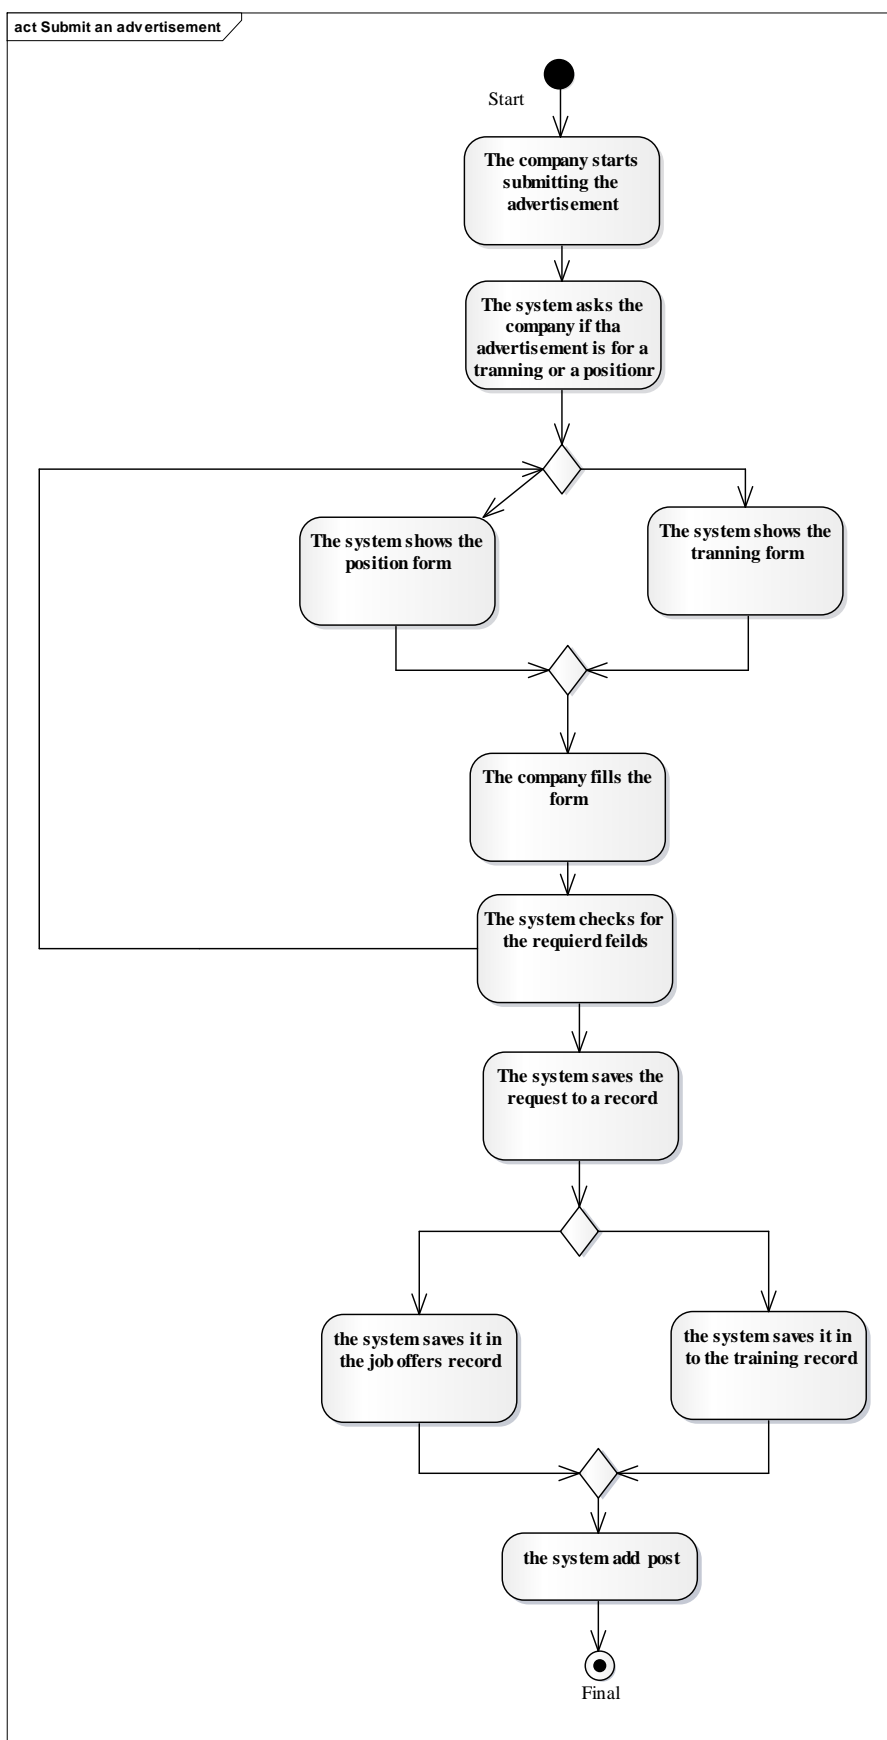 act Submit an advertisement
Start
The company starts
submitting the
advertisement
The system asks the
company if tha
advertisement is for a
tranning or a positionr
The system shows the
position form
The system shows the
tranning form
The company fills the
form
The system checks for
the requierd feilds
The system saves the
request to a record
the system saves it in
the job offers record
the system saves it in
to the training record
the system add post
Final